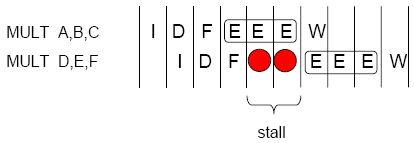 MULT A,B,C I D F E E E W
MULT D,E,F I D F E E E W
stall